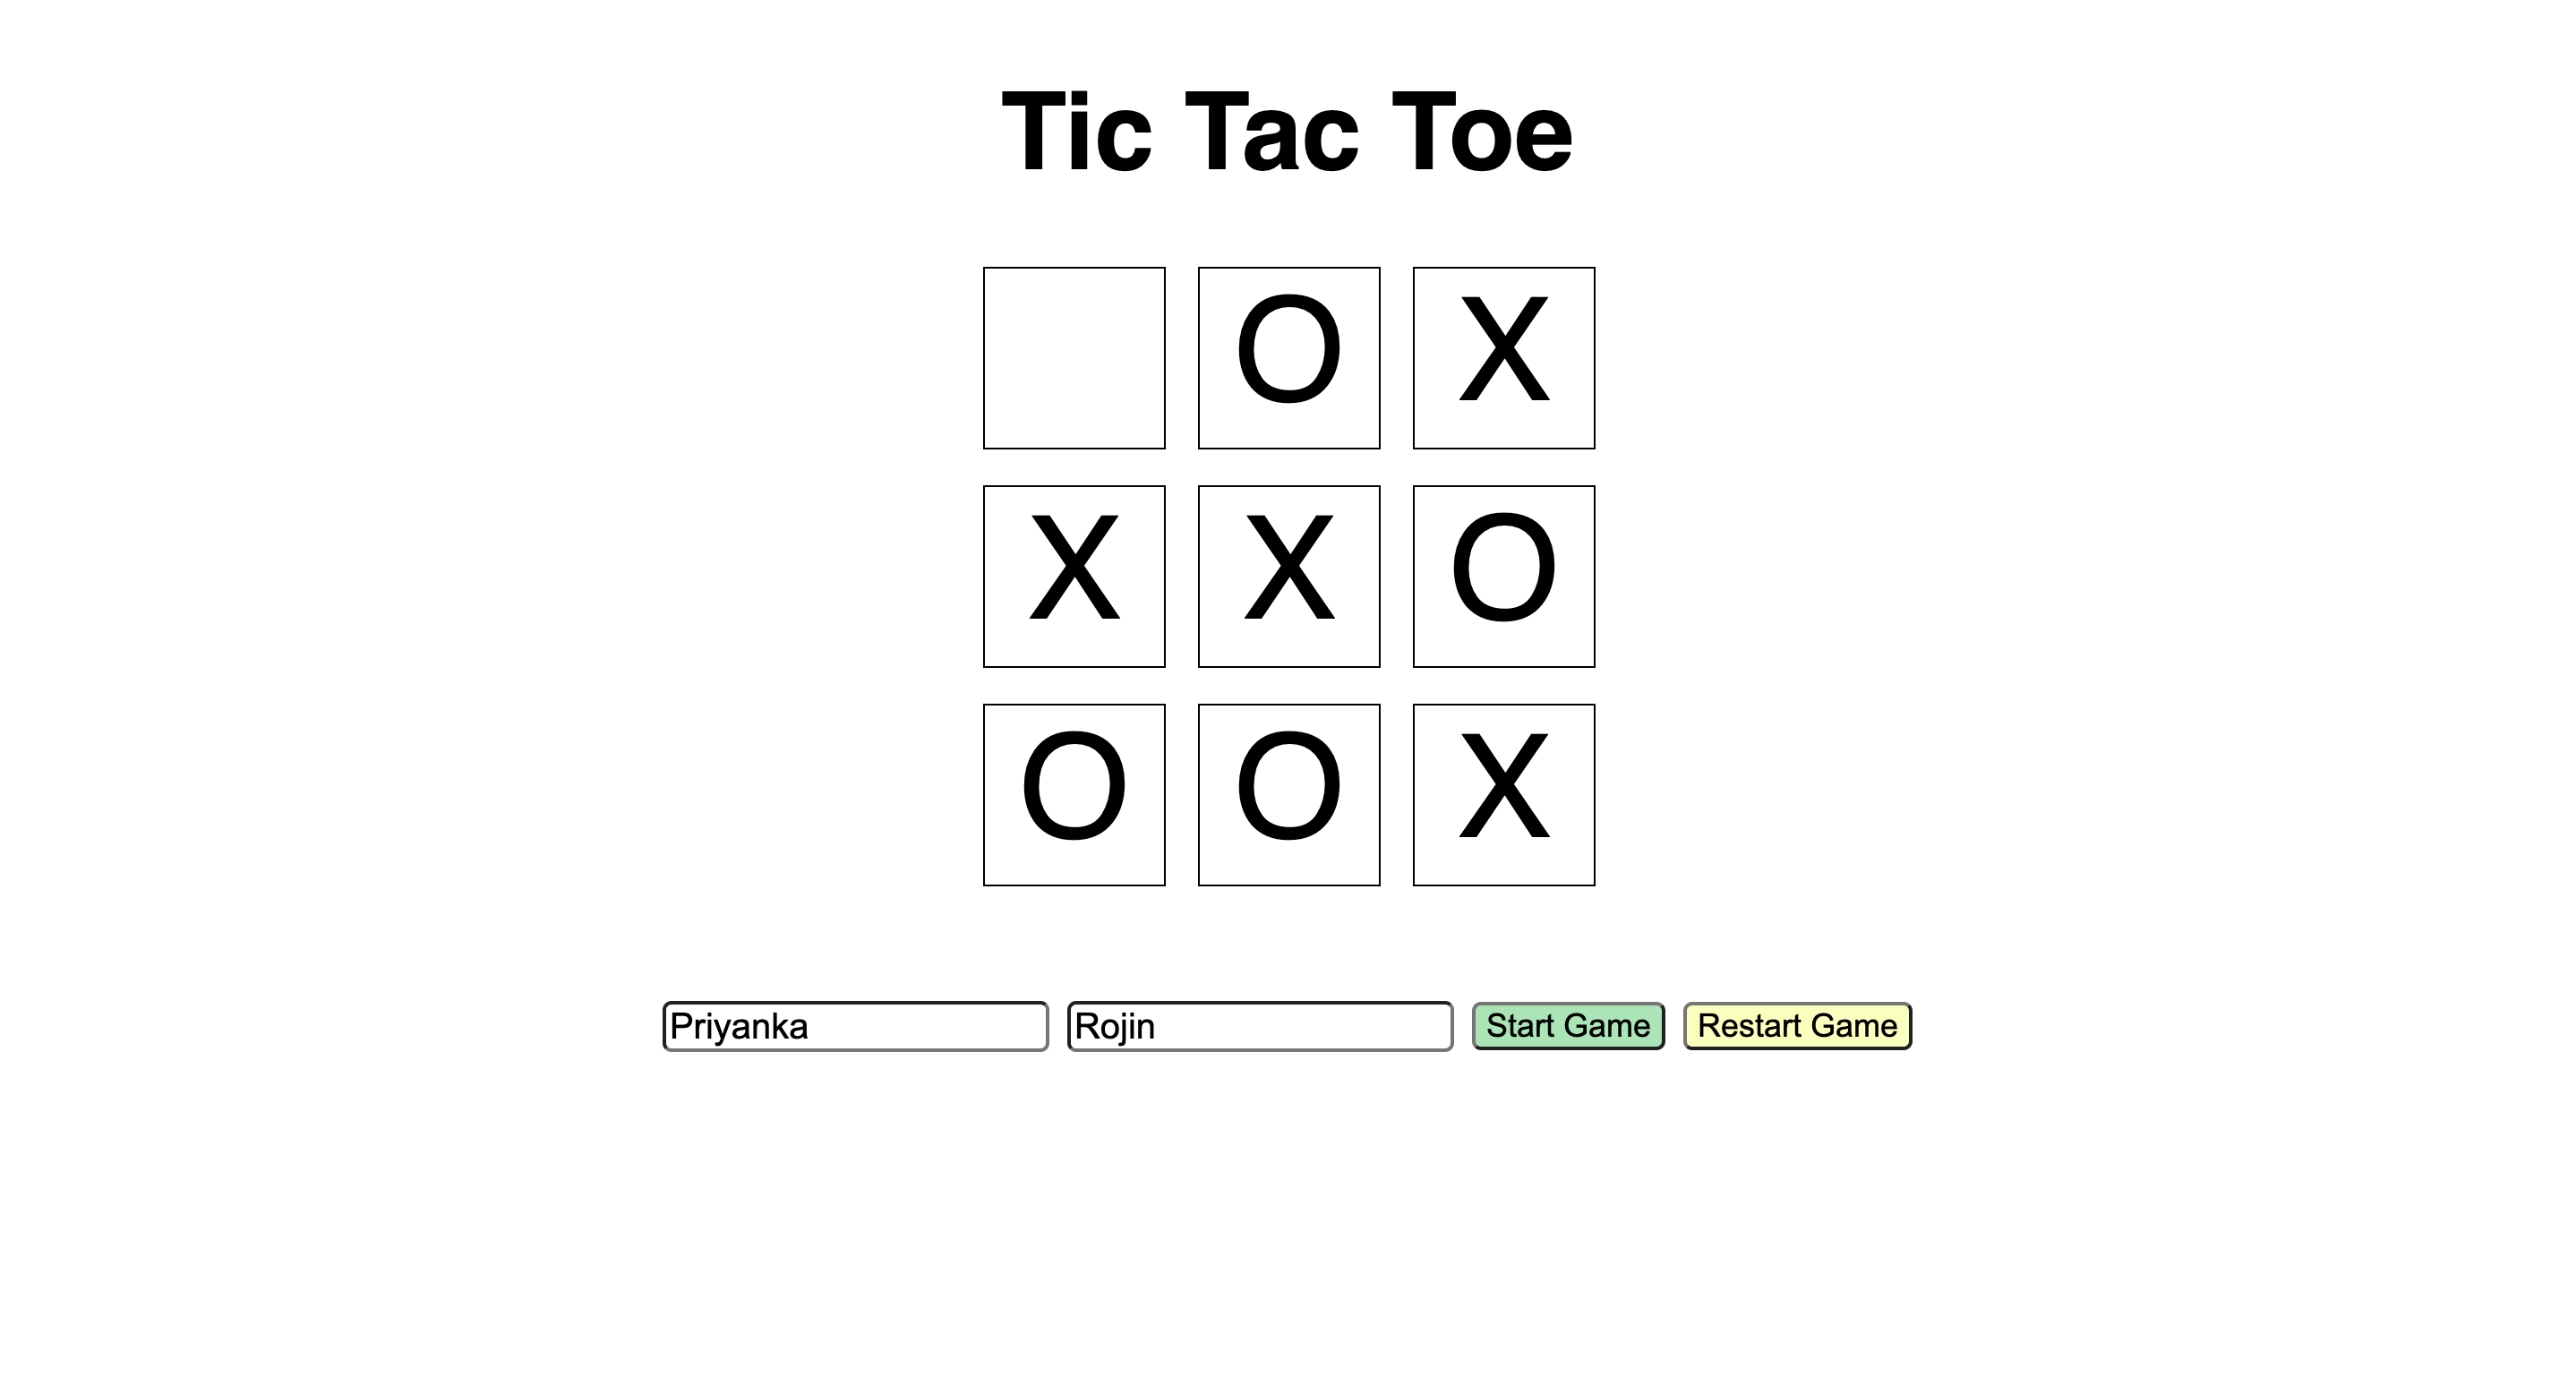 Tic Tac Toe
O X
X X O
O O X
Priyanka Rojin Start Game Restart Game